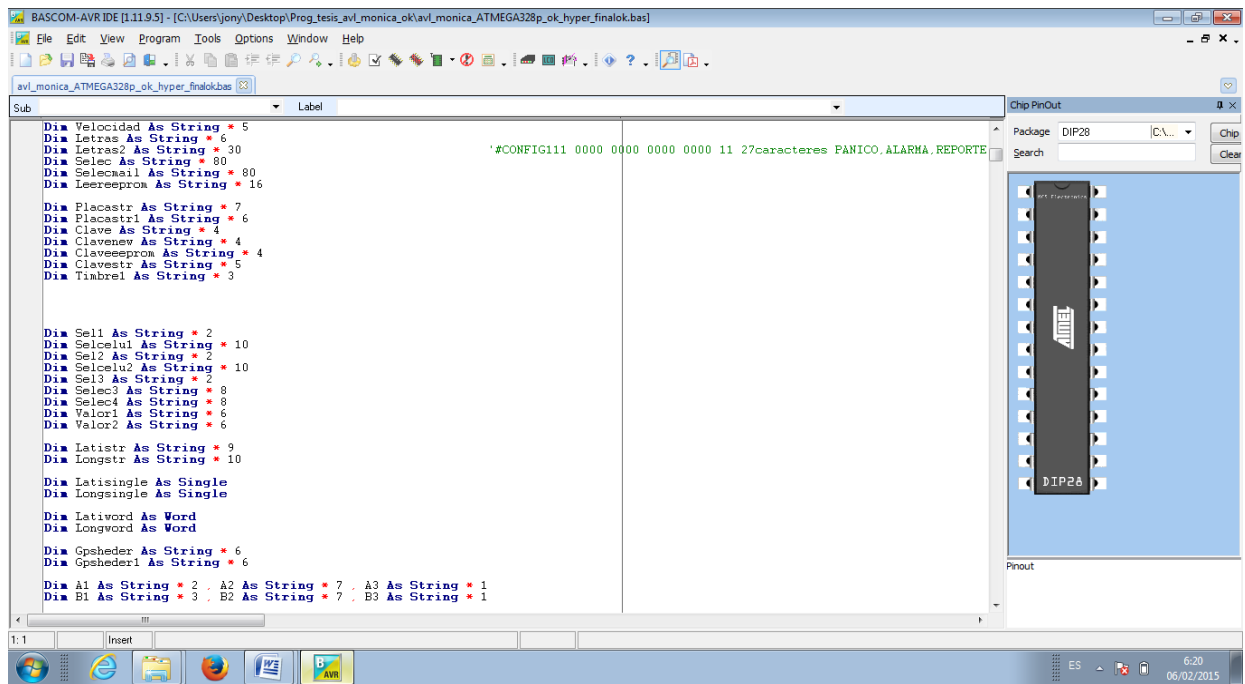 BASCOM-AVR IDE [1.11.9.5] - [C:\Users\jony\Desktop\Prog_tesis_avl_monica_ok\avl_monica_ATMEGA328p_ok_hyper_finalok.bas]
File Edit View Program Tools Options Window Help
avl_monica_ATMEGA328p_ok_hyper_finalok.bas
Sub Label
Chip PinOut
Package DIP28 C:\... Chip
Search Clear
Dim Velocidad As String * 5
Dim Letras As String * 6
Dim Letras2 As String * 30 '#CONFIG111 0000 0000 0000 0000 11 27caracteres PANICO,ALARMA,REPORTE
Dim Selec As String * 80
Dim Selecmail As String * 80
Dim Leereeprom As String * 16
Dim Placastr As String * 7
Dim Placastr1 As String * 6
Dim Clave As String * 4
Dim Clavenew As String * 4
Dim Claveeeprom As String * 4
Dim Clavestr As String * 5
Dim Timbre1 As String * 3
Dim Sel1 As String * 2
Dim Selcelu1 As String * 10
Dim Sel2 As String * 2
Dim Selcelu2 As String * 10
Dim Sel3 As String * 2
Dim Selec3 As String * 8
Dim Selec4 As String * 8
Dim Valor1 As String * 6
Dim Valor2 As String * 6
Dim Latistr As String * 9
Dim Longstr As String * 10
Dim Latisingle As Single
Dim Longsingle As Single
Dim Latiword As Word
Dim Longword As Word
Dim Gpsheder As String * 6
Dim Gpsheder1 As String * 6
Dim A1 As String * 2 , A2 As String * 7 , A3 As String * 1
Dim B1 As String * 3 , B2 As String * 7 , B3 As String * 1
MCS Electronics
ATMEL
DIP28
Pinout
1: 1 Insert
B AVR
ES 6:20
06/02/2015